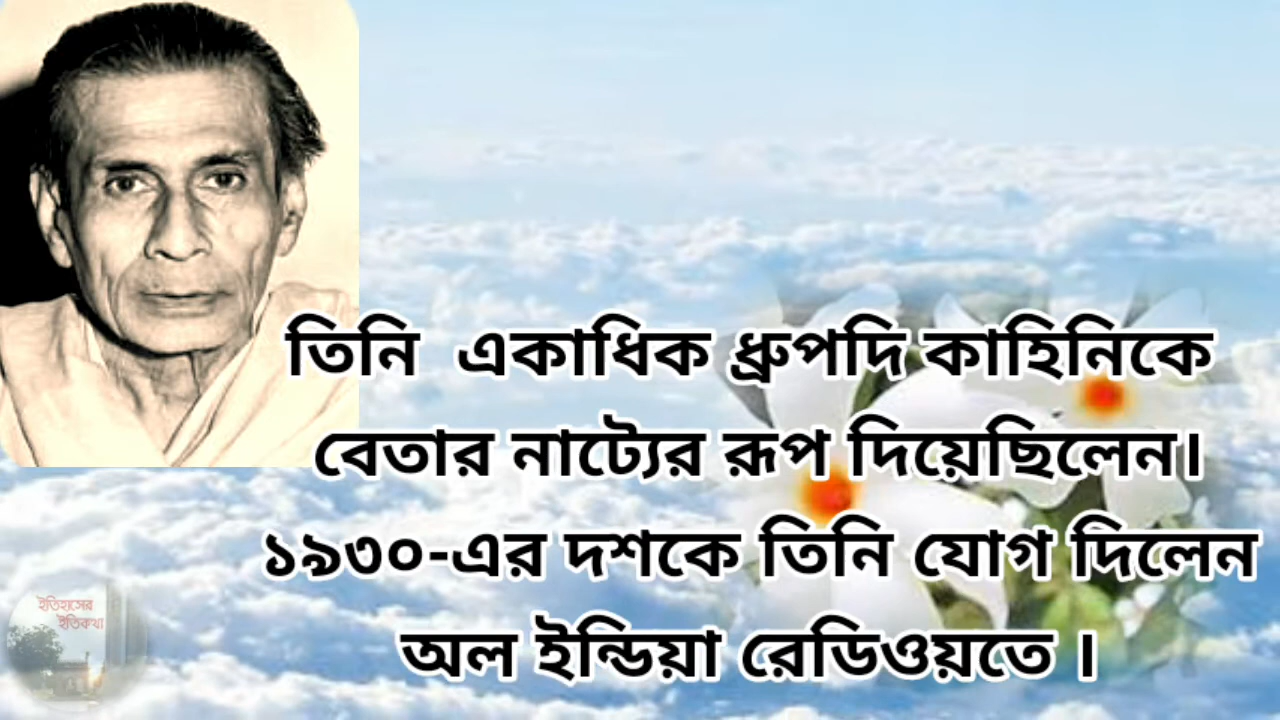 তিনি একাধিক ধ্রুপদি কাহিনিকে
বেতার নাট্যের রূপ দিয়েছিলেন।
১৯৩০-এর দশকে তিনি যোগ দিলেন
অল ইন্ডিয়া রেডিওয়তে ।
ইতিহাসের
ইতিকথা